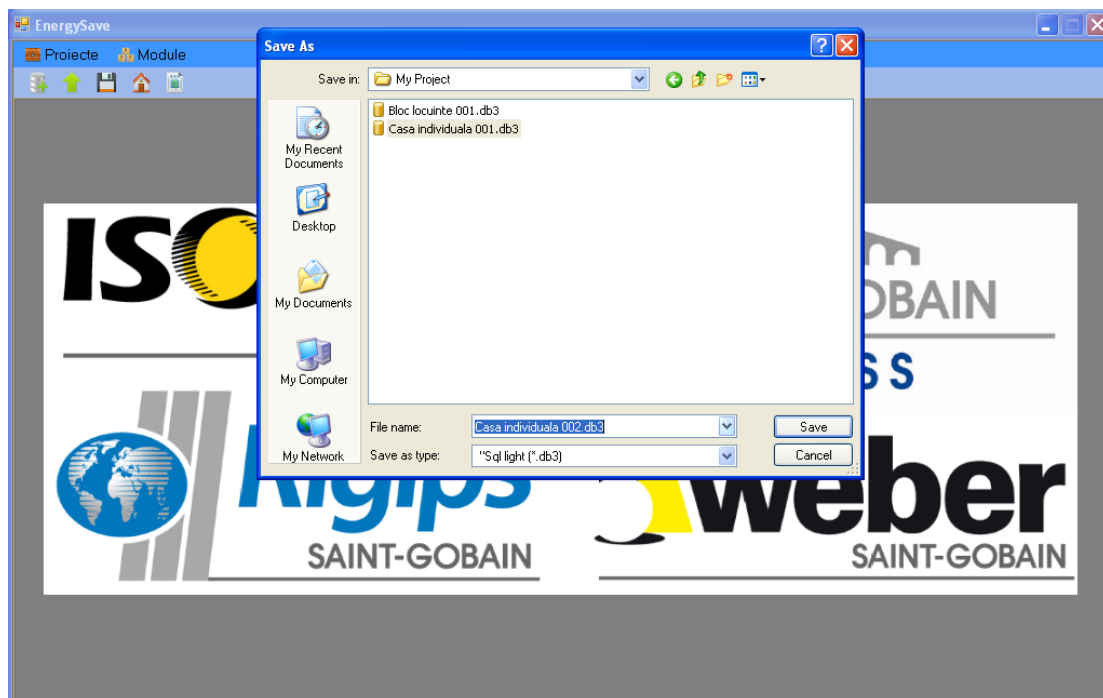 EnergySave
Proiecte Module
Save As
Save in: My Project
My Recent
Documents
Desktop
My Documents
My Computer
My Network
Bloc locuinte 001.db3
Casa individuala 001.db3
File name: Casa individuala 002.db3
Save as type: "Sql light (*.db3)
Save
Cancel
ISO
OBAIN
SS
Rigips
SAINT-GOBAIN
weber
SAINT-GOBAIN